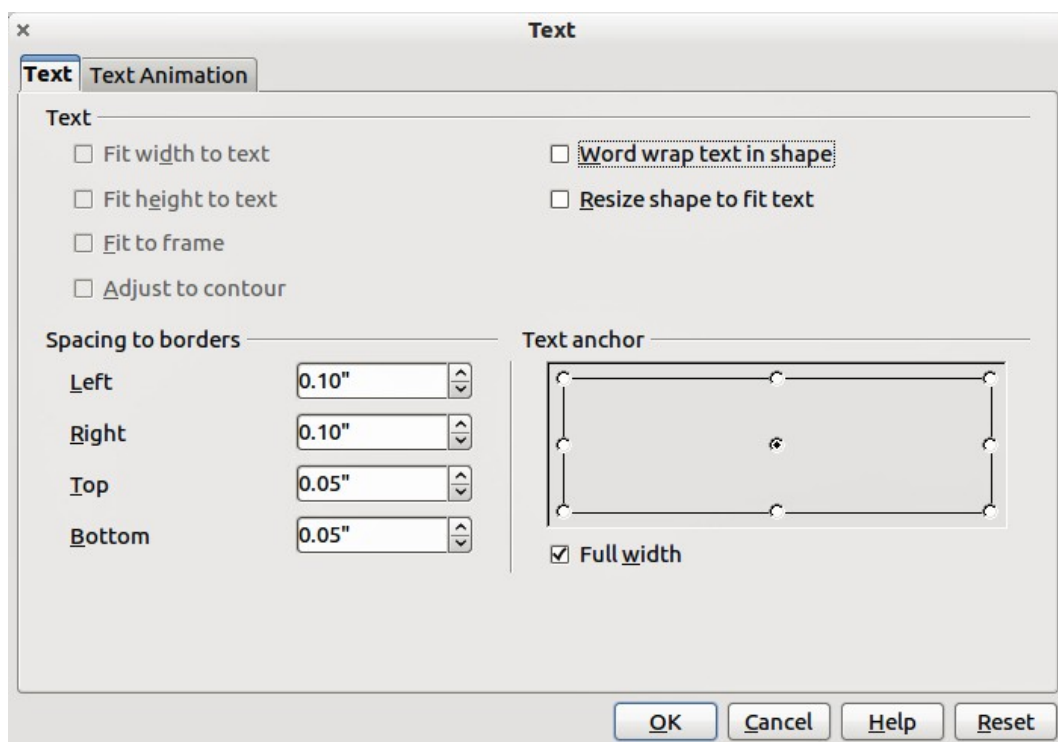 Text
Text Text Animation
Text
Fit width to text
Word wrap text in shape
Fit height to text
Resize shape to fit text
Fit to frame
Adjust to contour
Spacing to borders
Text anchor
Left 0.10"
Right 0.10"
Top 0.05"
Bottom 0.05"
Full width
OK Cancel Help Reset